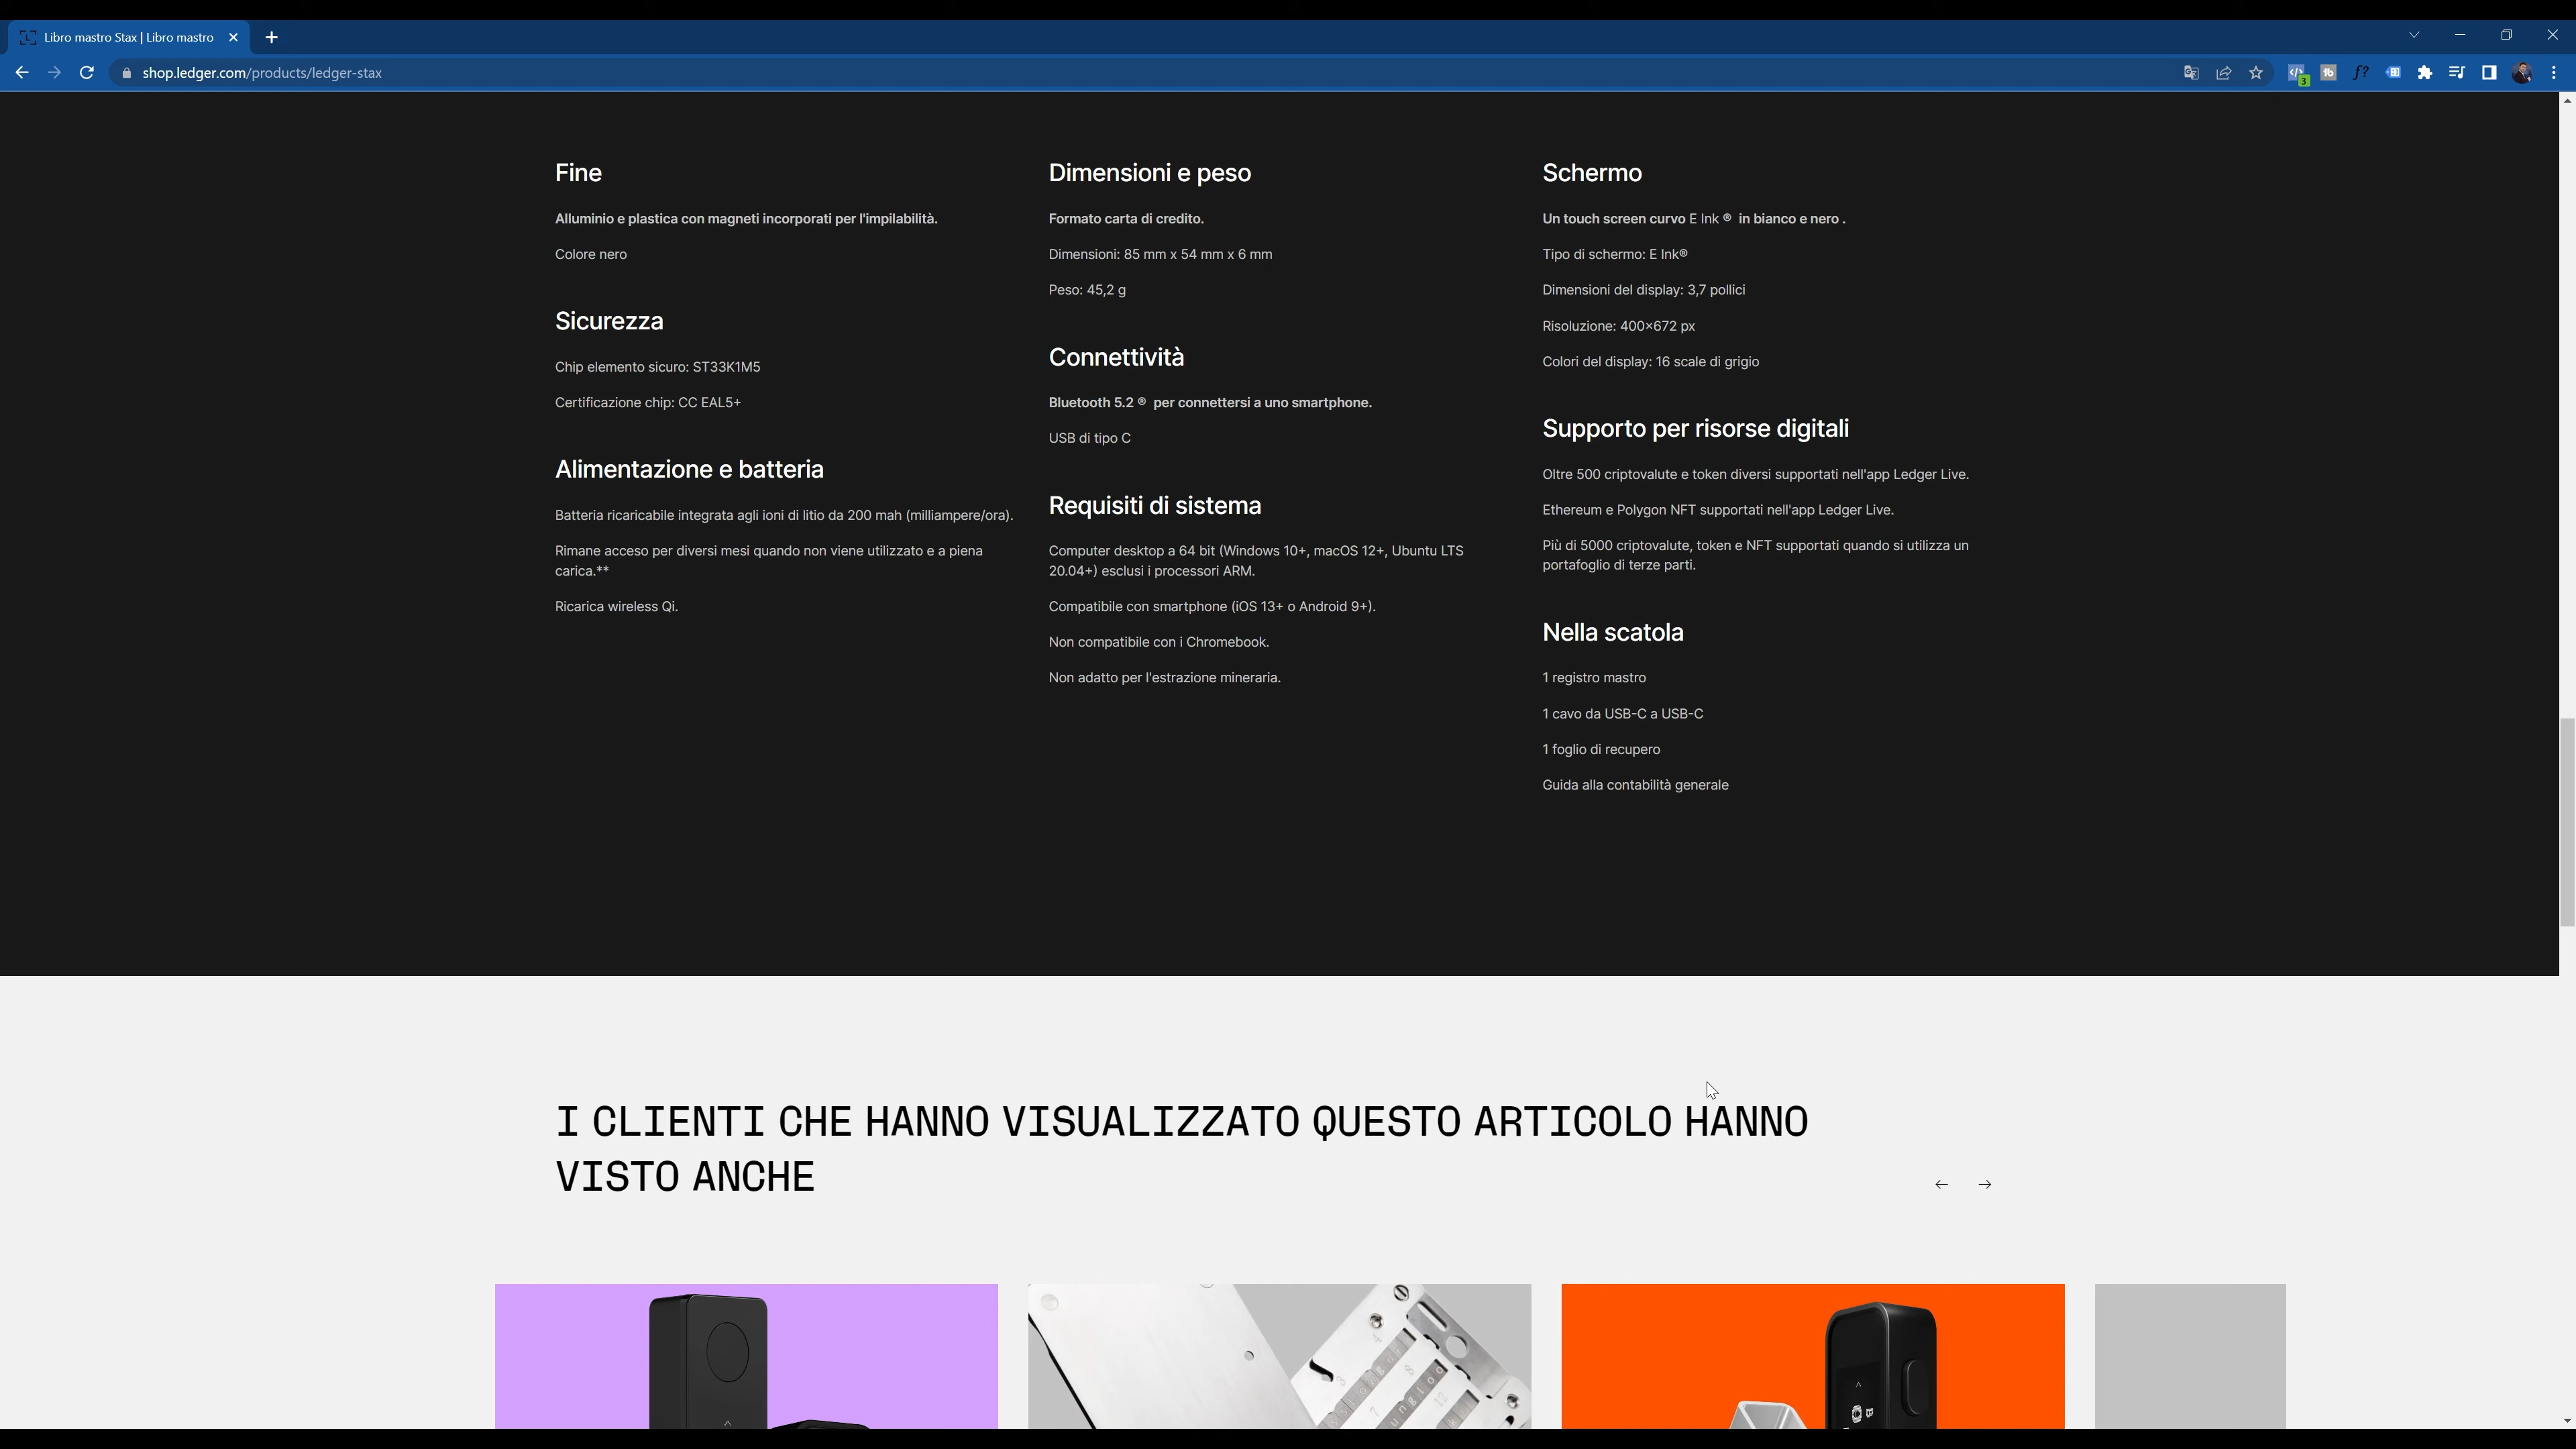 Libro mastro Stax | Libro mastro
shop.ledger.com/products/ledger-stax
3
Fine
Alluminio e plastica con magneti incorporati per l'impilabilità.
Colore nero
Sicurezza
Chip elemento sicuro: ST33K1M5
Certificazione chip: CC EAL5+
Alimentazione e batteria
Batteria ricaricabile integrata agli ioni di litio da 200 mah (milliampere/ora).
Rimane acceso per diversi mesi quando non viene utilizzato e a piena
carica.**
Ricarica wireless Qi.
Dimensioni e peso
Formato carta di credito.
Dimensioni: 85 mm x 54 mm x 6 mm
Peso: 45,2 g
Connettività
Bluetooth 5.2 ® per connettersi a uno smartphone.
USB di tipo C
Requisiti di sistema
Computer desktop a 64 bit (Windows 10+, macOS 12+, Ubuntu LTS
20.04+) esclusi i processori ARM.
Compatibile con smartphone (iOS 13+ o Android 9+).
Non compatibile con i Chromebook.
Non adatto per l'estrazione mineraria.
Schermo
Un touch screen curvo E Ink ® in bianco e nero .
Tipo di schermo: E Ink®
Dimensioni del display: 3,7 pollici
Risoluzione: 400x672 px
Colori del display: 16 scale di grigio
Supporto per risorse digitali
Oltre 500 criptovalute e token diversi supportati nell'app Ledger Live.
Ethereum e Polygon NFT supportati nell'app Ledger Live.
Più di 5000 criptovalute, token e NFT supportati quando si utilizza un
portafoglio di terze parti.
Nella scatola
1 registro mastro
1 cavo da USB-C a USB-C
1 foglio di recupero
Guida alla contabilità generale
I CLIENTI CHE HANNO VISUALIZZATO QUESTO ARTICOLO HANNO
VISTO ANCHE